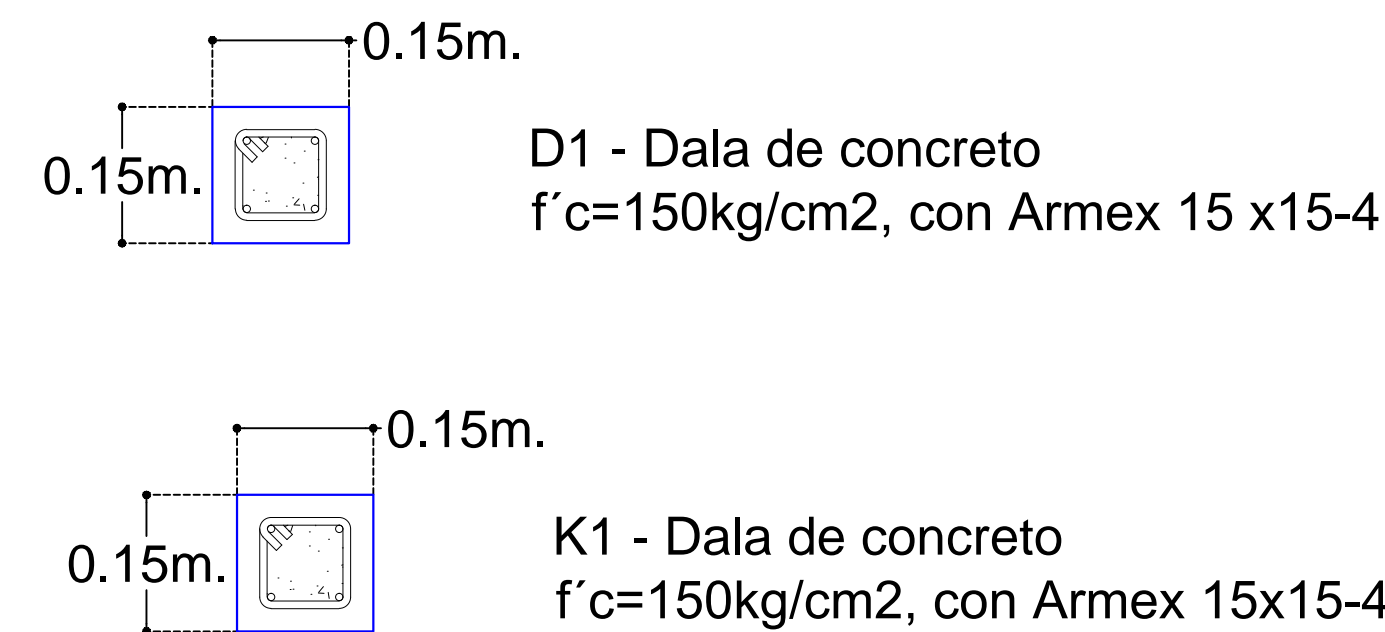 0.15m.
0.15m.
D1 - Dala de concreto
f´c=150kg/cm2, con Armex 15 x15-4
0.15m.
0.15m.
K1 - Dala de concreto
f´c=150kg/cm2, con Armex 15x15-4